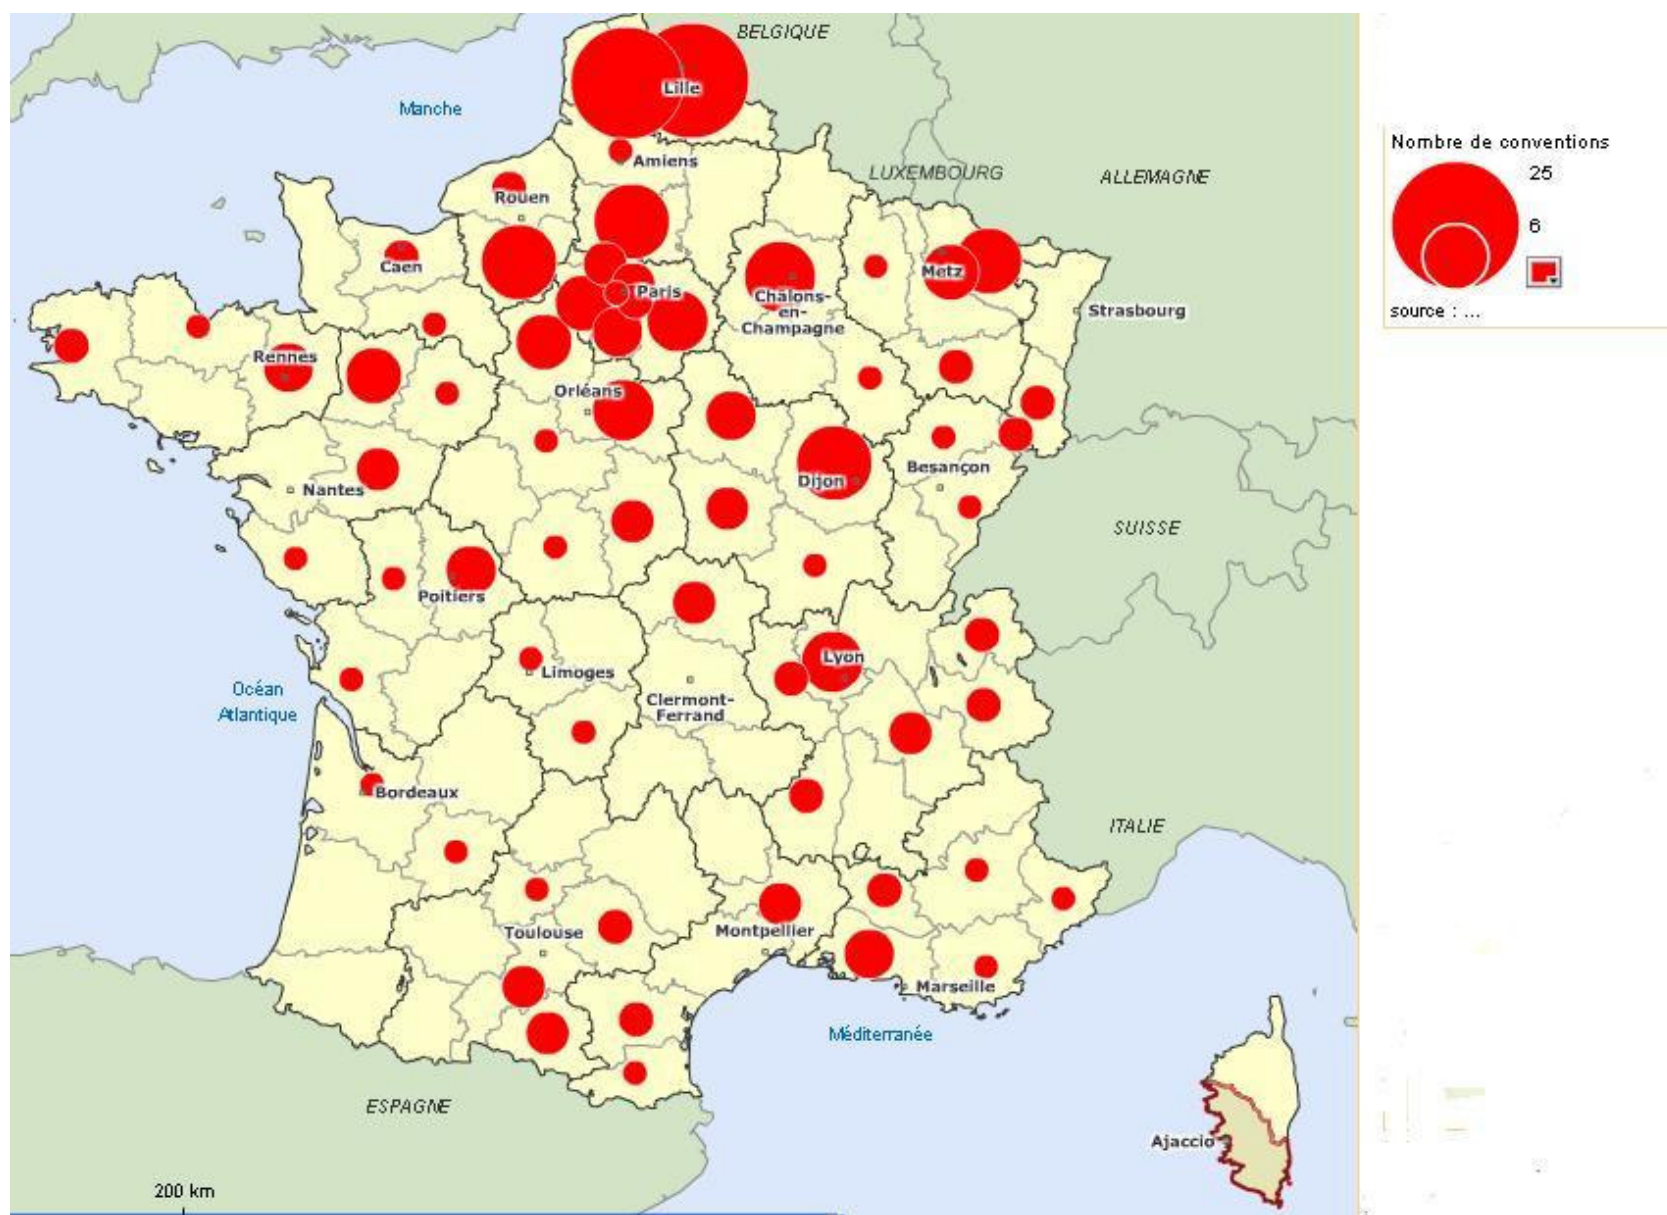 BELGIQUE
Manche
Lille
Amiens
LUXEMBOURG
ALLEMAGNE
Rouen
Caen
Metz
Paris
Châlons-
en-
Champagne
Strasbourg
Rennes
Orléans
Nantes
Dijon
Besançon
SUISSE
Poitiers
Lyon
Limoges
Clermont-
Ferrand
Océan
Atlantique
Bordeaux
ITALIE
Toulouse
Montpellier
Marseille
Méditerranée
ESPAGNE
Ajaccio
200 km
Nombre de conventions
25
6
source : ...